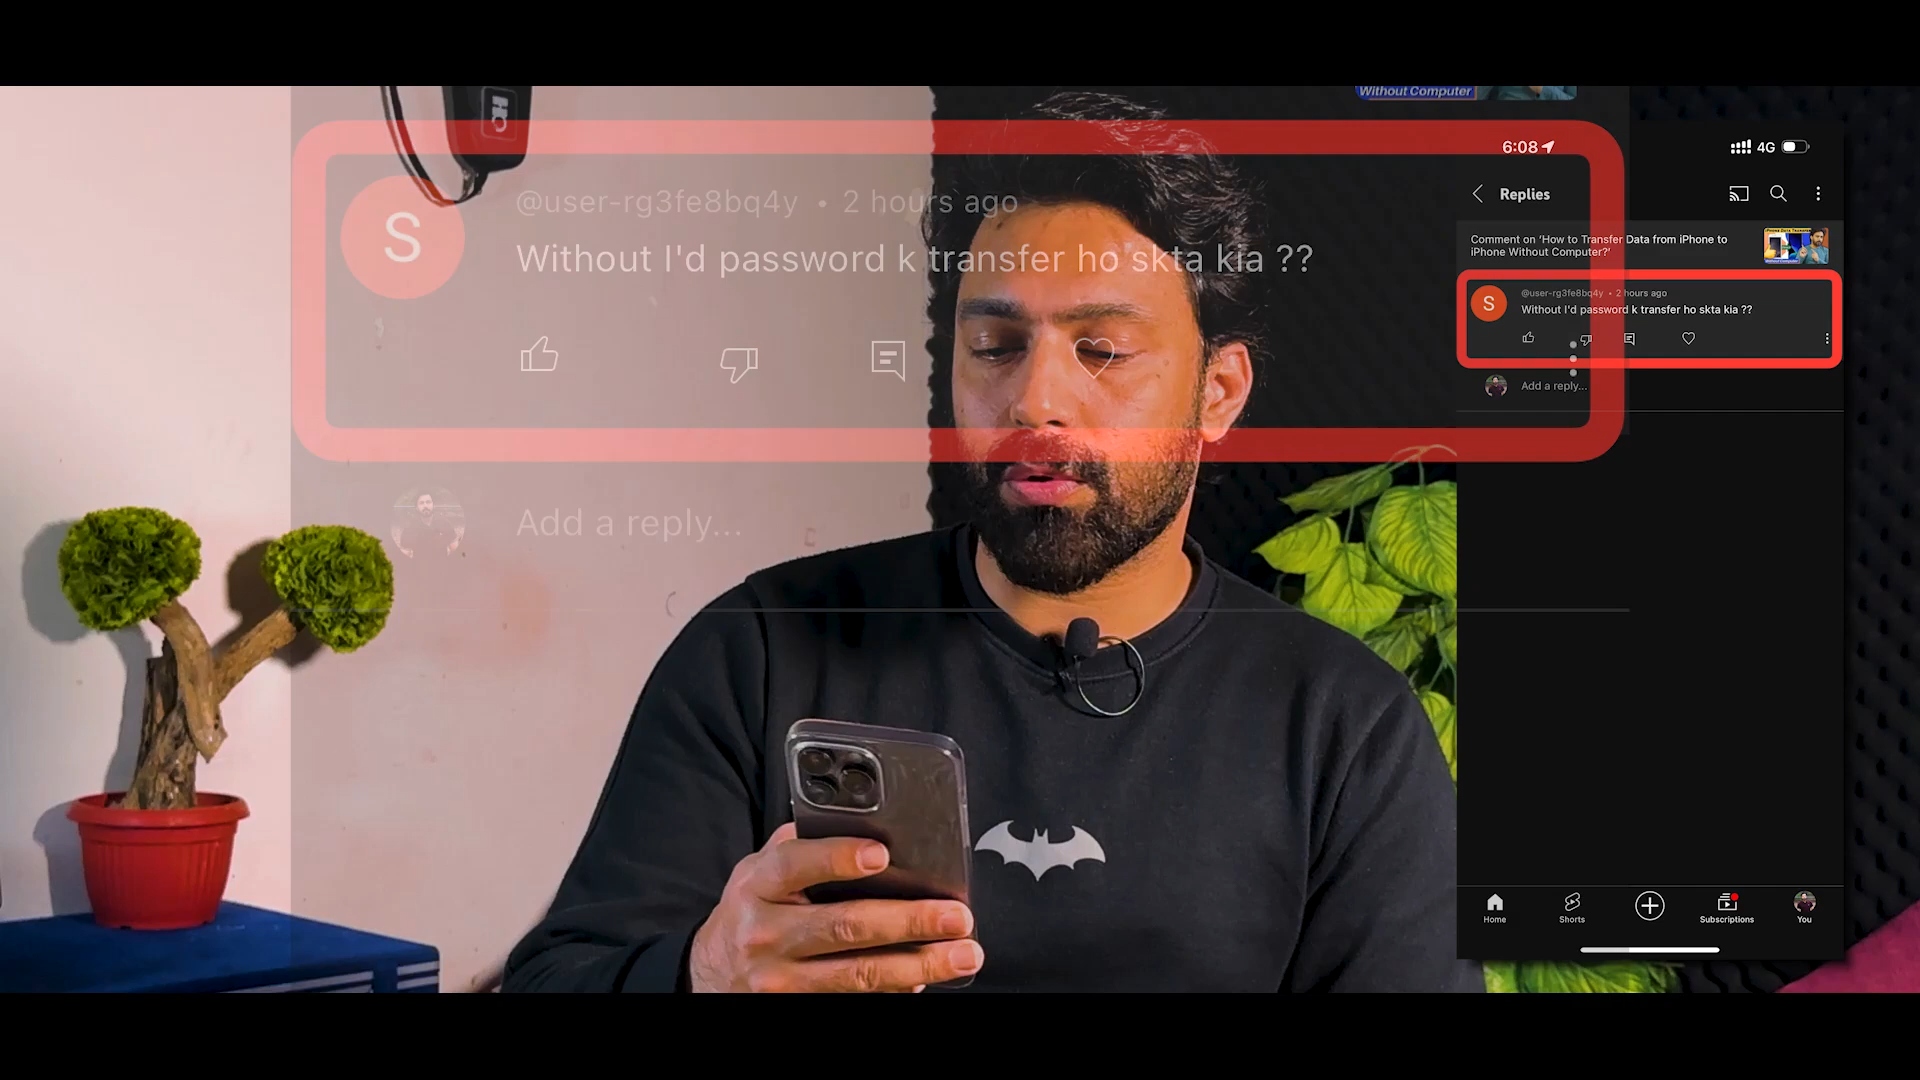 Without Computer
@user-rg3fe8bq4y • 2 hours ago
S
Without I'd password k transfer ho skta kia ??
Add a reply...
6:08
4G
Replies
Comment on 'How to Transfer Data from iPhone to
iPhone Without Computer?'
@user-rg3fe8bq4y • 2 hours ago
S
Without I'd password k transfer ho skta kia ??
Add a reply...
Home
Shorts
Subscriptions
You